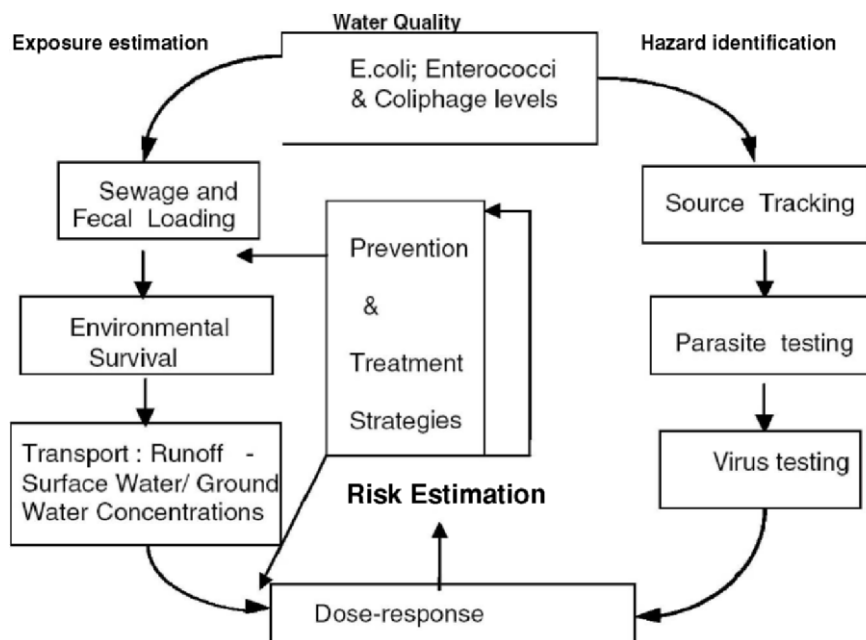 Water Quality
Exposure estimation
Hazard identification
E.coli; Enterococci
& Coliphage levels
Sewage and
Fecal Loading
Source Tracking
Prevention
&
Treatment
Strategies
Environmental
Survival
Parasite testing
Transport : Runoff -
Surface Water/ Ground
Water Concentrations
Virus testing
Risk Estimation
Dose-response